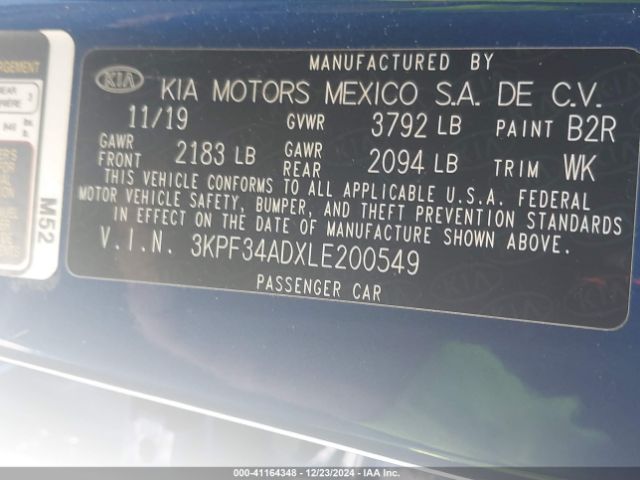 MANUFACTURED BY
KIA KIA MOTORS MEXICO S.A. DE C.V.
11/19 GVWR 3792 LB PAINT B2R
GAWR FRONT 2183 LB GAWR REAR 2094 LB TRIM WK
THIS VEHICLE CONFORMS TO ALL APPLICABLE U.S.A. FEDERAL
MOTOR VEHICLE SAFETY, BUMPER, AND THEFT PREVENTION STANDARDS
IN EFFECT ON THE DATE OF MANUFACTURE SHOWN ABOVE.
V.I.N. 3KPF34ADXLE200549
PASSENGER CAR
M52
000-41164348 - 12/23/2024 - IAA Inc.